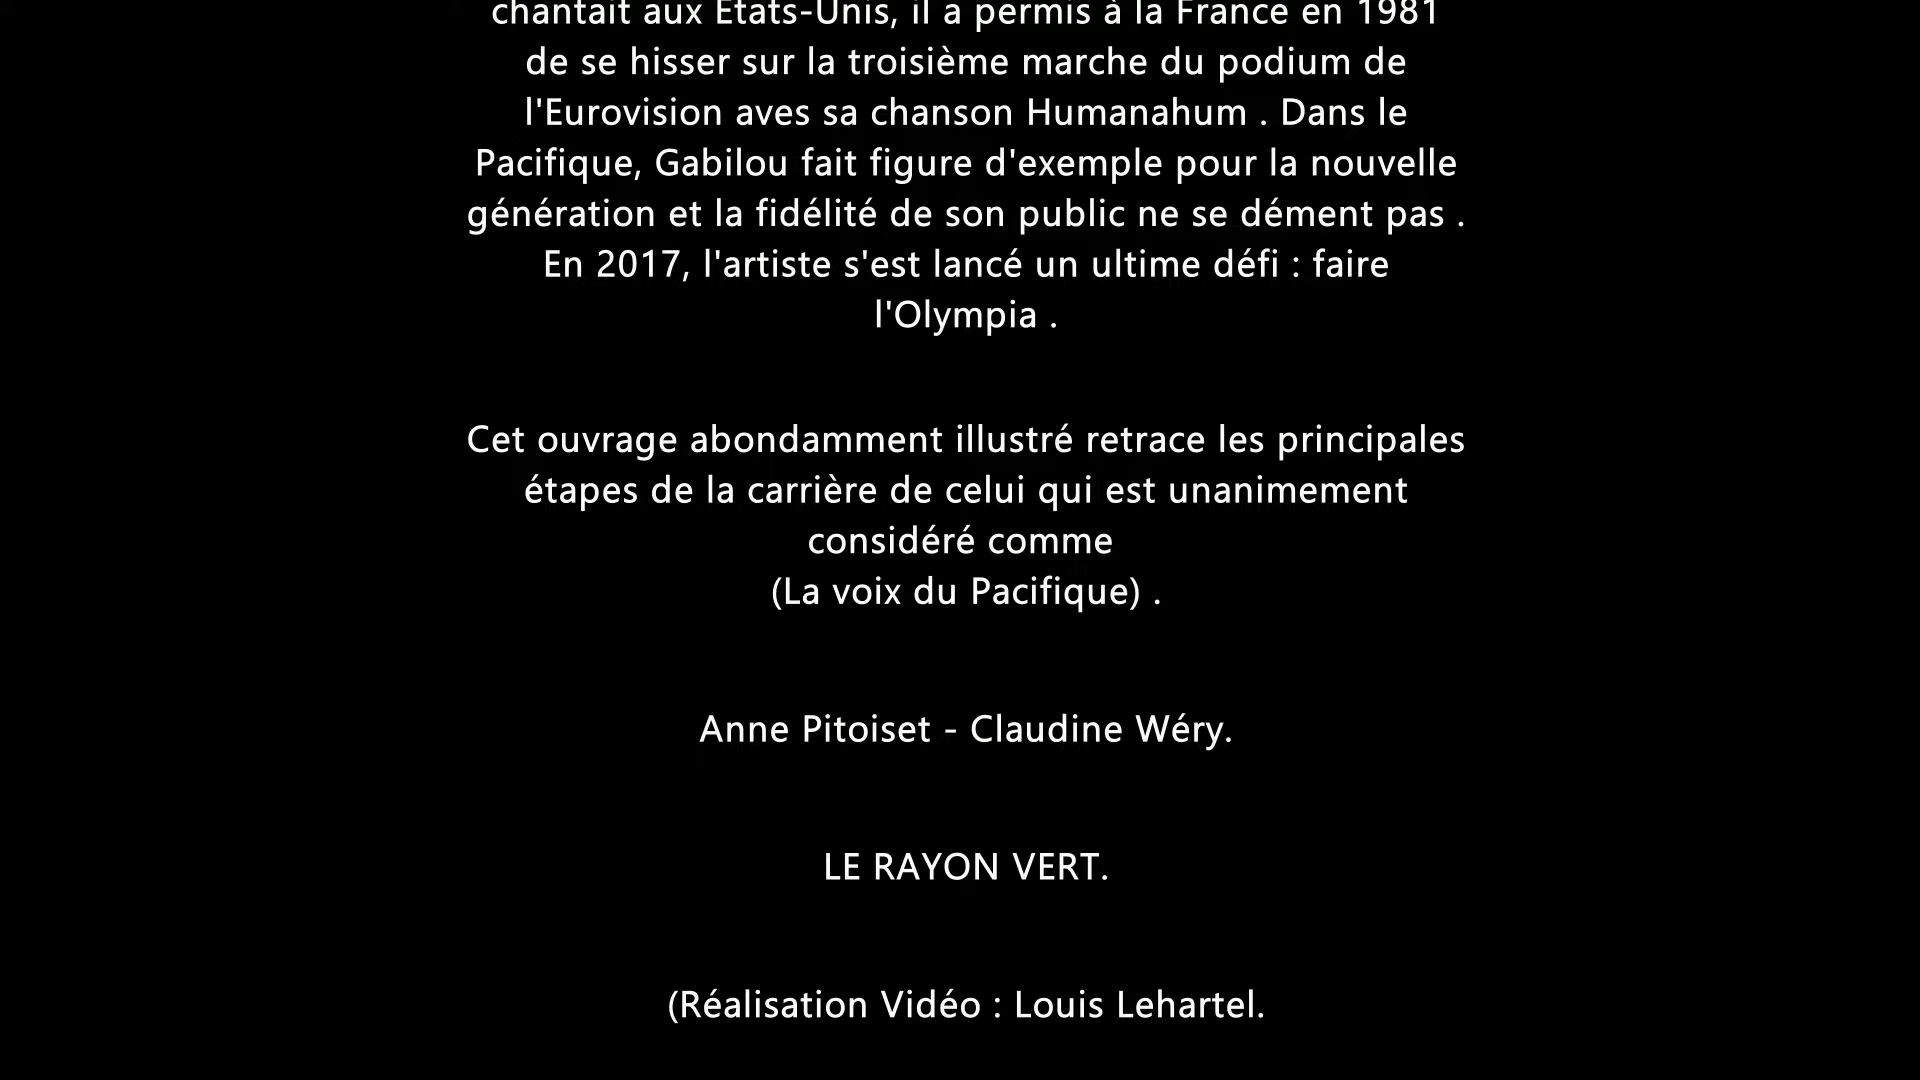 chantait aux Etats-Unis, il a permis à la France en 1981
de se hisser sur la troisième marche du podium de
l'Eurovision aves sa chanson Humanahum . Dans le
Pacifique, Gabilou fait figure d'exemple pour la nouvelle
génération et la fidélité de son public ne se dément pas .
En 2017, l'artiste s'est lancé un ultime défi : faire
l'Olympia .
Cet ouvrage abondamment illustré retrace les principales
étapes de la carrière de celui qui est unanimement
considéré comme
(La voix du Pacifique) .
Anne Pitoiset - Claudine Wéry.
LE RAYON VERT.
(Réalisation Vidéo : Louis Lehartel.